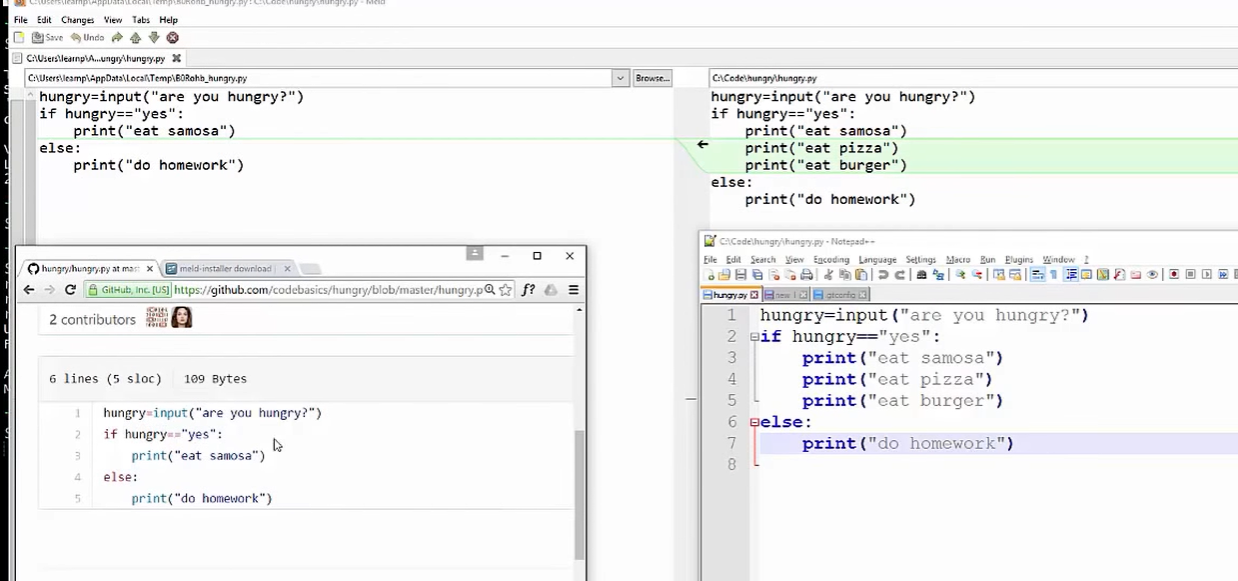 C:\Users\learnp\AppData\Local\Temp\B0Rohb_hungry.py : C:\Code\hungry\hungry.py - Meld
File Edit Changes View Tabs Help
Save Undo
C:\Users\learnp\A...ungry\hungry.py
C:\Users\learnp\AppData\Local\Temp\B0Rohb_hungry.py Browse...
hungry=input("are you hungry?")
if hungry=="yes":
print("eat samosa")
else:
print("do homework")
C:\Code\hungry\hungry.py
hungry=input("are you hungry?")
if hungry=="yes":
print("eat samosa")
print("eat pizza")
print("eat burger")
else:
print("do homework")
hungry/hungry.py at mast meld-installer download
GitHub, Inc. [US] https://github.com/codebasics/hungry/blob/master/hungry.p f?
2 contributors
6 lines (5 sloc) 109 Bytes
1 hungry=input("are you hungry?")
2 if hungry=="yes":
3 print("eat samosa")
4 else:
5 print("do homework")
C:\Code\hungry\hungry.py - Notepad++
File Edit Search View Encoding Language Settings Macro Run Plugins Window ?
hungry.py new 1 gitconfig
1 hungry=input("are you hungry?")
2 if hungry=="yes":
3 print("eat samosa")
4 print("eat pizza")
5 print("eat burger")
6 else:
7 print("do homework")
8